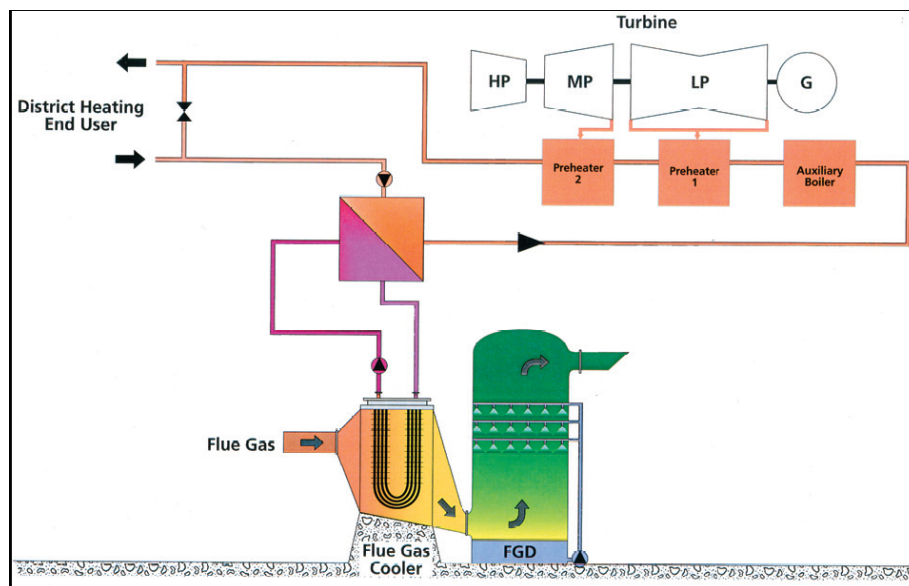 Turbine
HP
MP
LP
G
District Heating
End User
Preheater
2
Preheater
1
Auxiliary
Boiler
Flue Gas
Flue Gas
Cooler
FGD